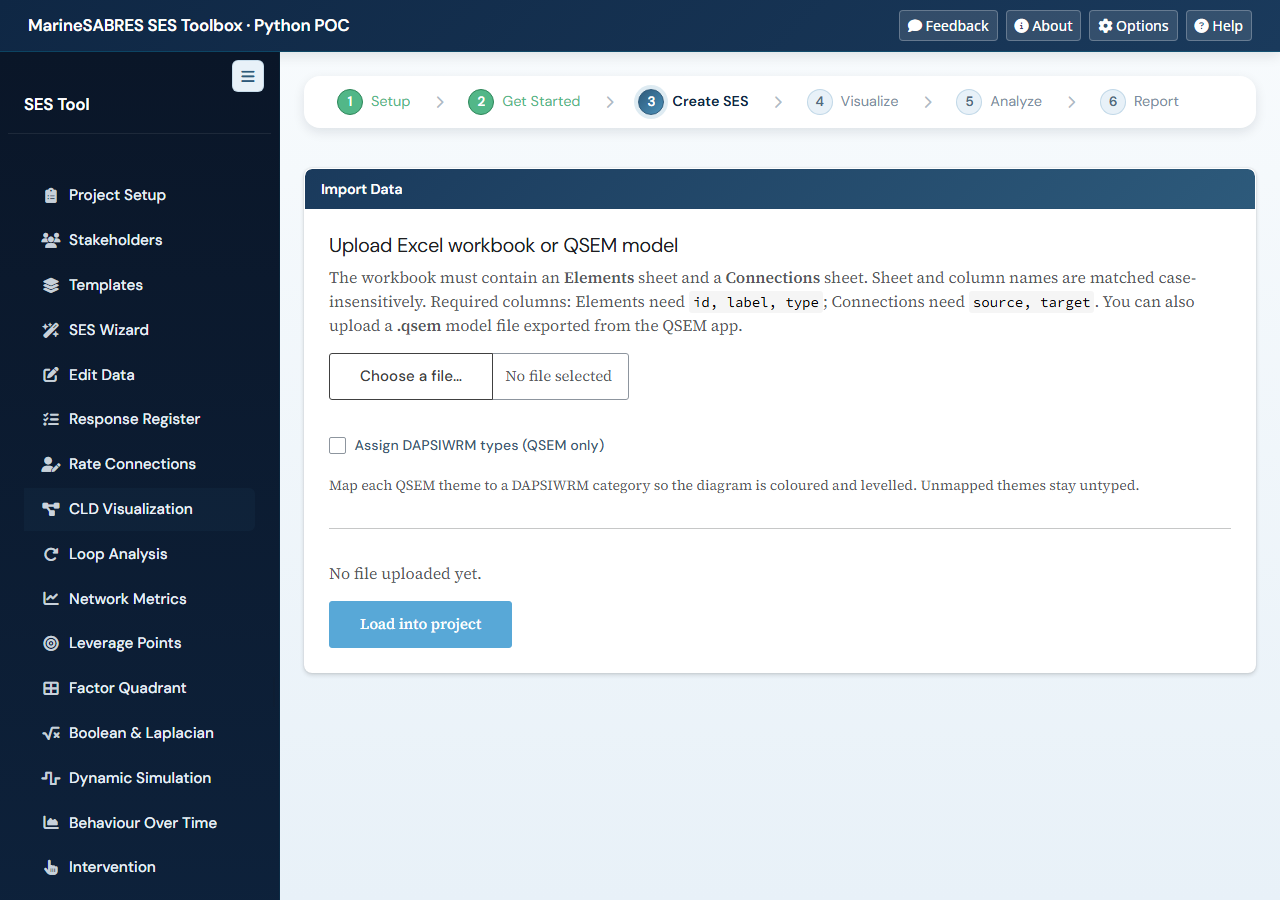 MarineSABRES SES Toolbox · Python POC
Feedback
About
Options
Help
SES Tool
Project Setup
Stakeholders
Templates
SES Wizard
Edit Data
Response Register
Rate Connections
CLD Visualization
Loop Analysis
Network Metrics
Leverage Points
Factor Quadrant
Boolean & Laplacian
Dynamic Simulation
Behaviour Over Time
Intervention
1 Setup
2 Get Started
3 Create SES
4 Visualize
5 Analyze
6 Report
Import Data
Upload Excel workbook or QSEM model
The workbook must contain an Elements sheet and a Connections sheet. Sheet and column names are matched case-
insensitively. Required columns: Elements need id, label, type; Connections need source, target. You can also
upload a .qsem model file exported from the QSEM app.
Choose a file...
No file selected
Assign DAPSIWRM types (QSEM only)
Map each QSEM theme to a DAPSIWRM category so the diagram is coloured and levelled. Unmapped themes stay untyped.
No file uploaded yet.
Load into project